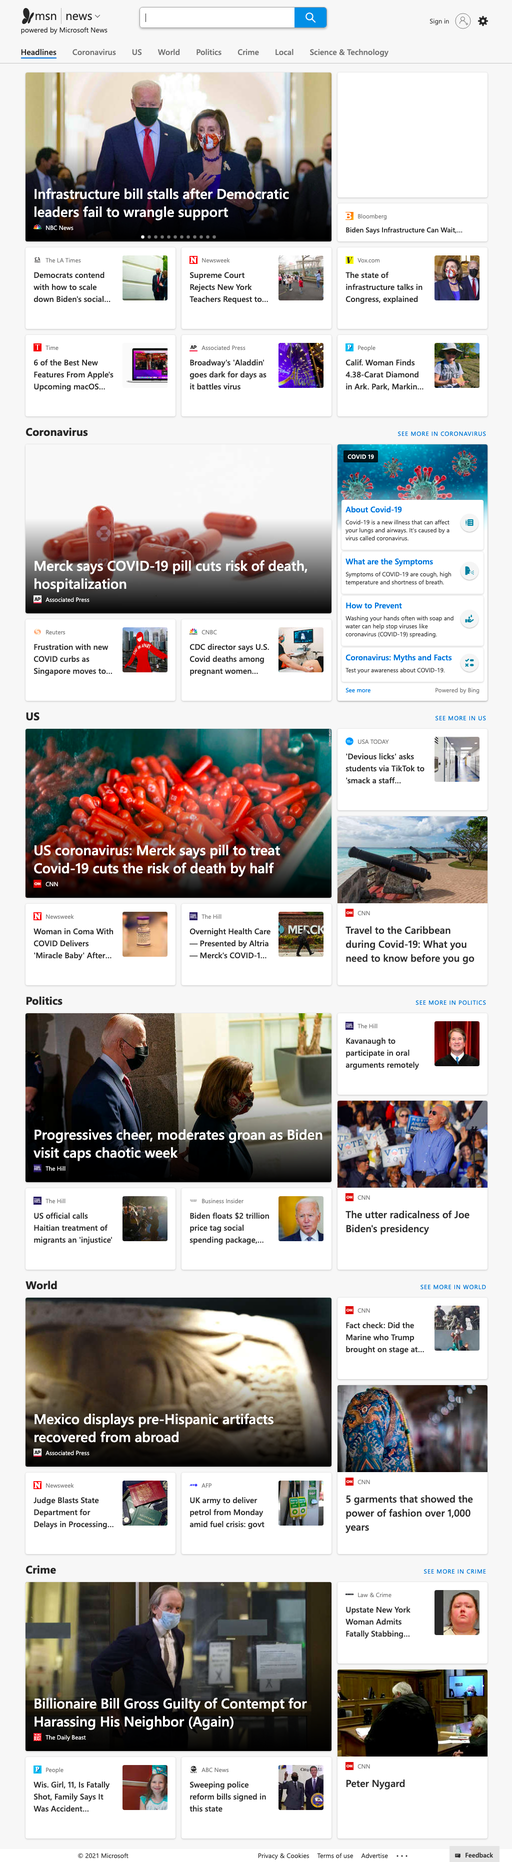 msn news
powered by Microsoft News
Sign in
Headlines Coronavirus US World Politics Crime Local Science & Technology
Infrastructure bill stalls after Democratic
leaders fail to wrangle support
NBC News
Bloomberg
Biden Says Infrastructure Can Wait,...
The LA Times
Democrats contend
with how to scale
down Biden's social...
Newsweek
Supreme Court
Rejects New York
Teachers Request to...
Vox.com
The state of
infrastructure talks in
Congress, explained
Time
6 of the Best New
Features From Apple's
Upcoming macOS...
Associated Press
Broadway's 'Aladdin'
goes dark for days as
it battles virus
People
Calif. Woman Finds
4.38-Carat Diamond
in Ark. Park, Markin...
Coronavirus
SEE MORE IN CORONAVIRUS
Merck says COVID-19 pill cuts risk of death,
hospitalization
Associated Press
COVID 19
About Covid-19
Covid-19 is a new illness that can affect
your lungs and airways. It's caused by a
virus called coronavirus.
What are the Symptoms
Symptoms of COVID-19 are cough, high
temperature and shortness of breath.
How to Prevent
Washing your hands often with soap and
water can help stop viruses like
coronavirus (COVID-19) spreading.
Coronavirus: Myths and Facts
Test your awareness about COVID-19.
See more
Powered by Bing
Reuters
Frustration with new
COVID curbs as
Singapore moves to...
CNBC
CDC director says U.S.
Covid deaths among
pregnant women...
US
SEE MORE IN US
US coronavirus: Merck says pill to treat
Covid-19 cuts the risk of death by half
CNN
USA TODAY
'Devious licks' asks
students via TikTok to
'smack a staff...
CNN
Travel to the Caribbean
during Covid-19: What you
need to know before you go
Newsweek
Woman in Coma With
COVID Delivers
'Miracle Baby' After...
The Hill
Overnight Health Care
— Presented by Altria
— Merck's COVID-1...
MERCK
Politics
SEE MORE IN POLITICS
Progressives cheer, moderates groan as Biden
visit caps chaotic week
The Hill
The Hill
Kavanaugh to
participate in oral
arguments remotely
CNN
The utter radicalness of Joe
Biden's presidency
The Hill
US official calls
Haitian treatment of
migrants an 'injustice'
Business Insider
Biden floats $2 trillion
price tag social
spending package,...
World
SEE MORE IN WORLD
Mexico displays pre-Hispanic artifacts
recovered from abroad
Associated Press
CNN
Fact check: Did the
Marine who Trump
brought on stage at...
CNN
5 garments that showed the
power of fashion over 1,000
years
Newsweek
Judge Blasts State
Department for
Delays in Processing...
AFP
UK army to deliver
petrol from Monday
amid fuel crisis: govt
Crime
SEE MORE IN CRIME
Billionaire Bill Gross Guilty of Contempt for
Harassing His Neighbor (Again)
The Daily Beast
Law & Crime
Upstate New York
Woman Admits
Fatally Stabbing...
CNN
Peter Nygard
People
Wis. Girl, 11, Is Fatally
Shot, Family Says It
Was Accident...
ABC News
Sweeping police
reform bills signed in
this state
© 2021 Microsoft
Privacy & Cookies Terms of use Advertise ...
Feedback